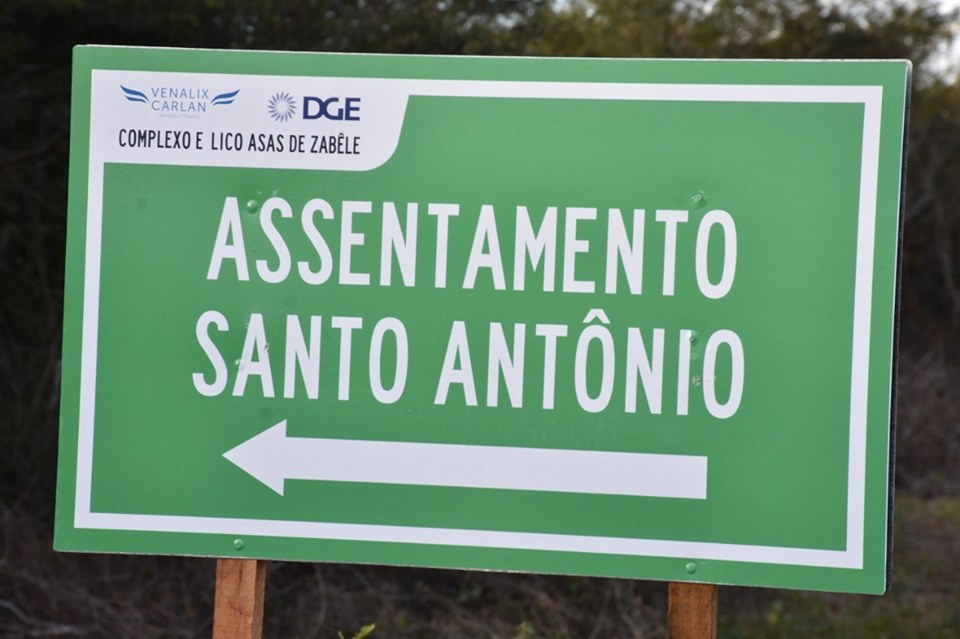 VENALIX
CARLAN
DGE
COMPLEXO E LICO ASAS DE ZABÊLE
ASSENTAMENTO
SANTO ANTÔNIO